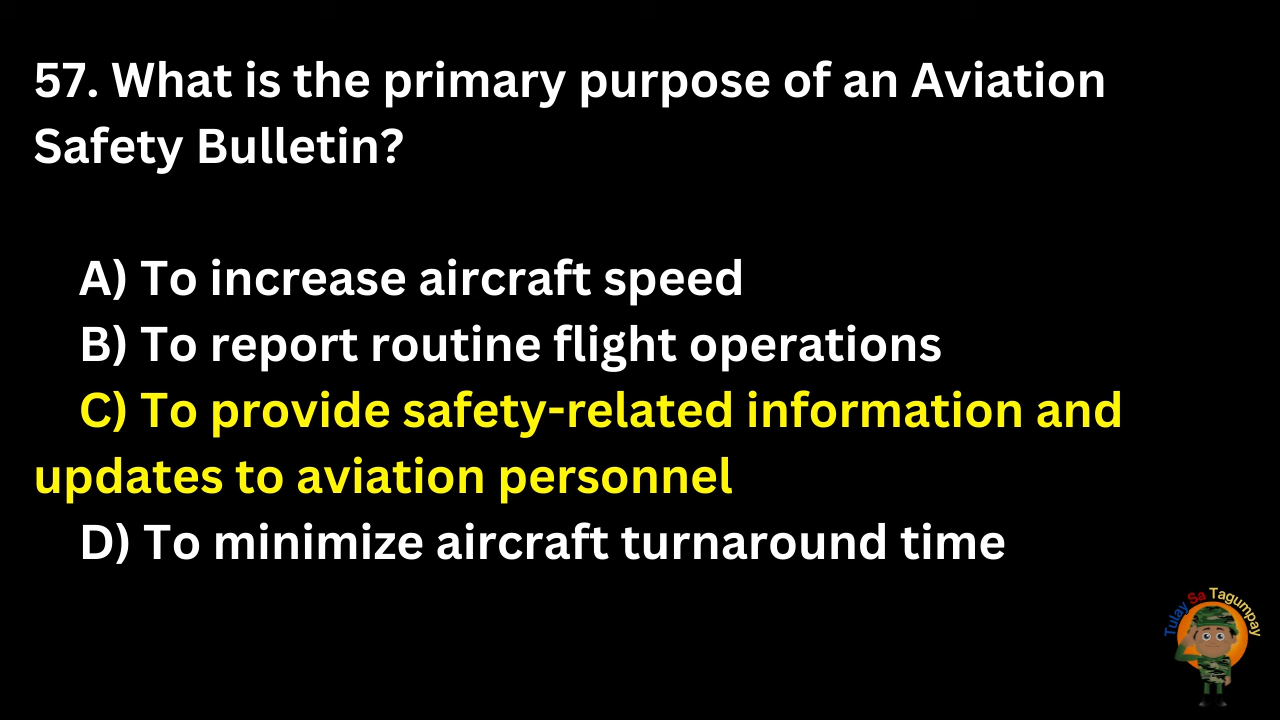 57. What is the primary purpose of an Aviation
Safety Bulletin?
A) To increase aircraft speed
B) To report routine flight operations
C) To provide safety-related information and
updates to aviation personnel
D) To minimize aircraft turnaround time
Tulay Sa Tagumpay